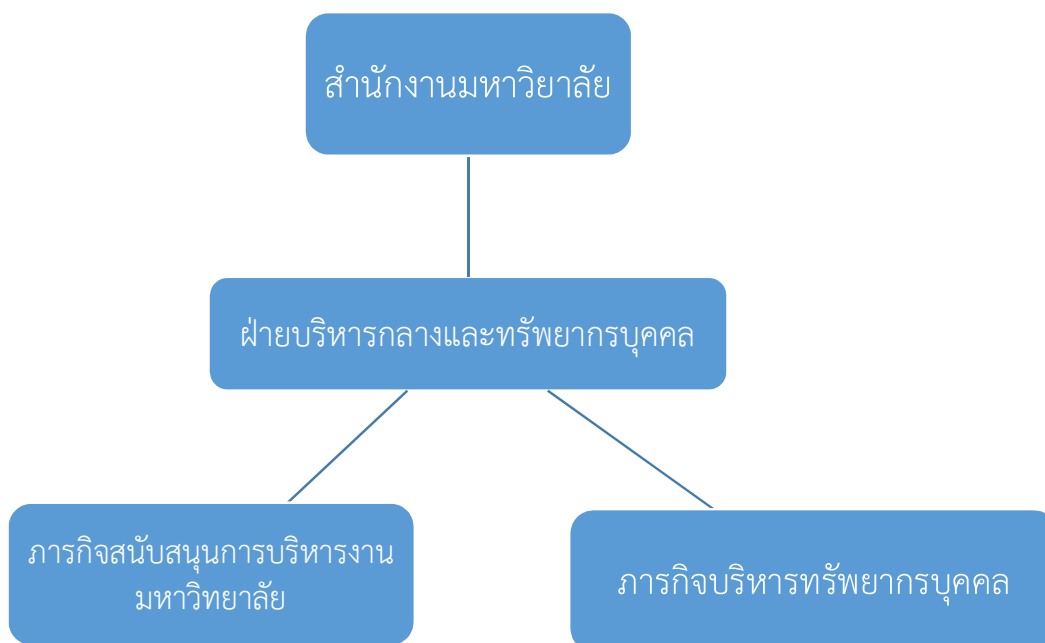 สำนักงานมหาวิยาลัย
ฝ่ายบริหารกลางและทรัพยากรบุคคล
ภารกิจสนับสนุนการบริหารงาน
มหาวิทยาลัย
ภารกิจบริหารทรัพยากรบุคคล